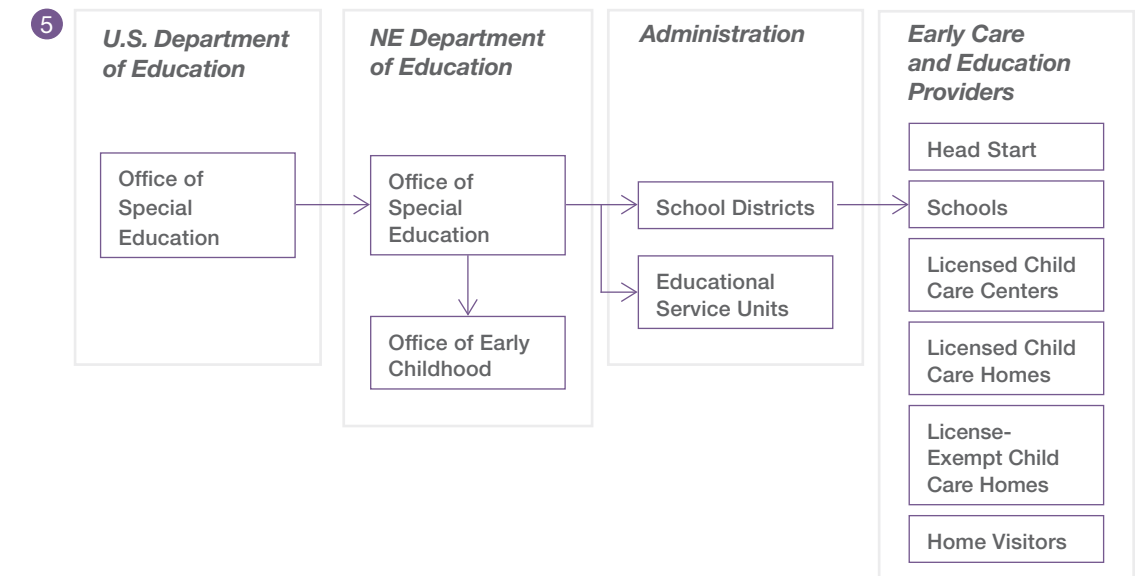 5
U.S. Department
of Education
Office of
Special
Education
NE Department
of Education
Office of
Special
Education
Office of Early
Childhood
Administration
School Districts
Educational
Service Units
Early Care
and Education
Providers
Head Start
Schools
Licensed Child
Care Centers
Licensed Child
Care Homes
License-
Exempt Child
Care Homes
Home Visitors